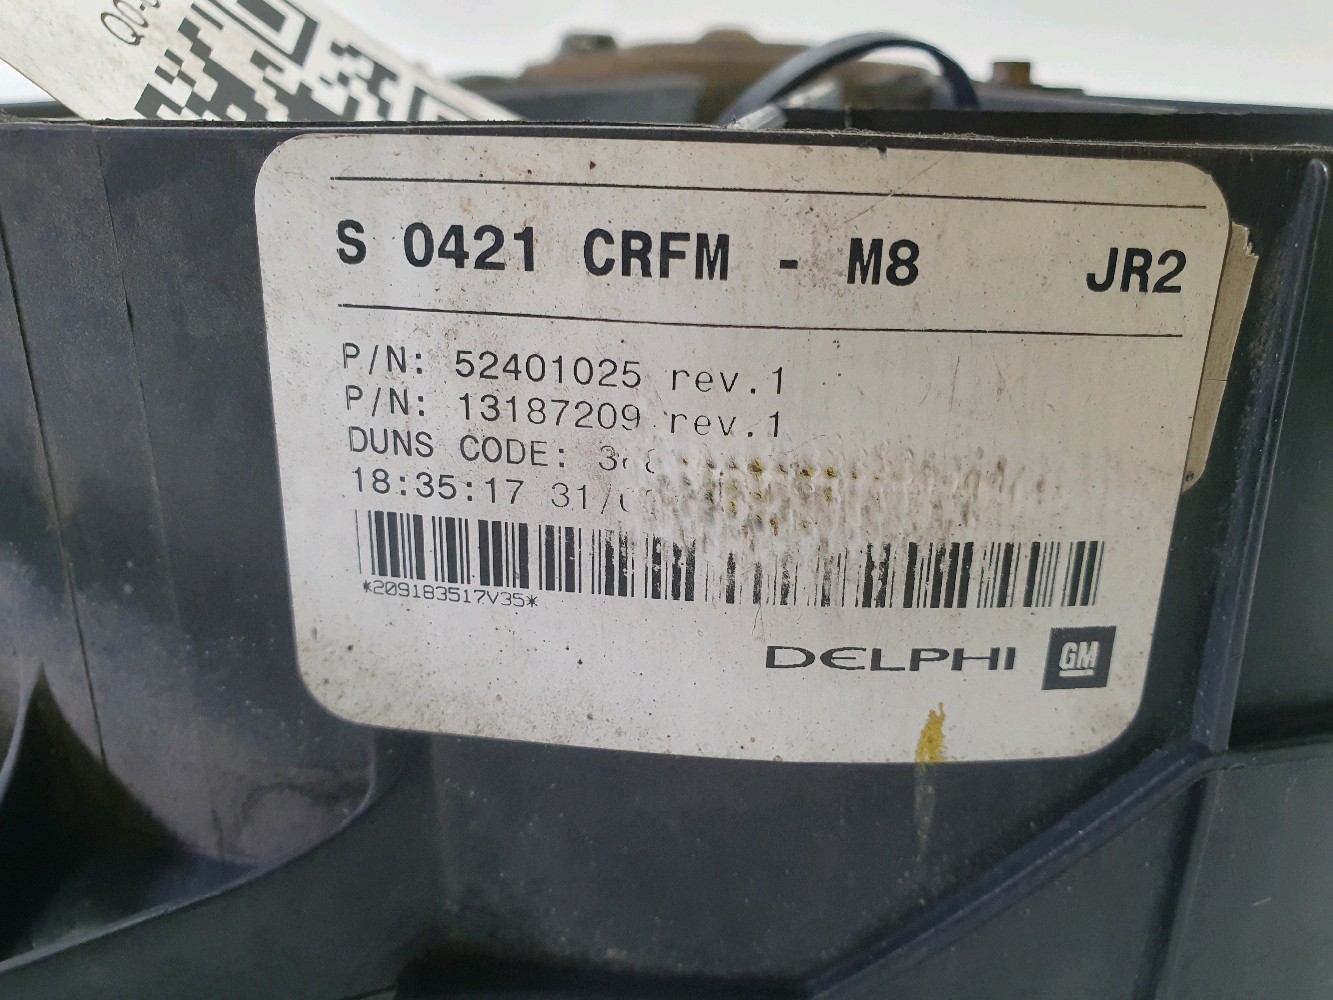 S 0421 CRFM - M8 JR2
P/N: 52401025 rev.1
P/N: 13187209 rev.1
DUNS CODE:
18:35:17
*209183517V35*
DELPHI GM